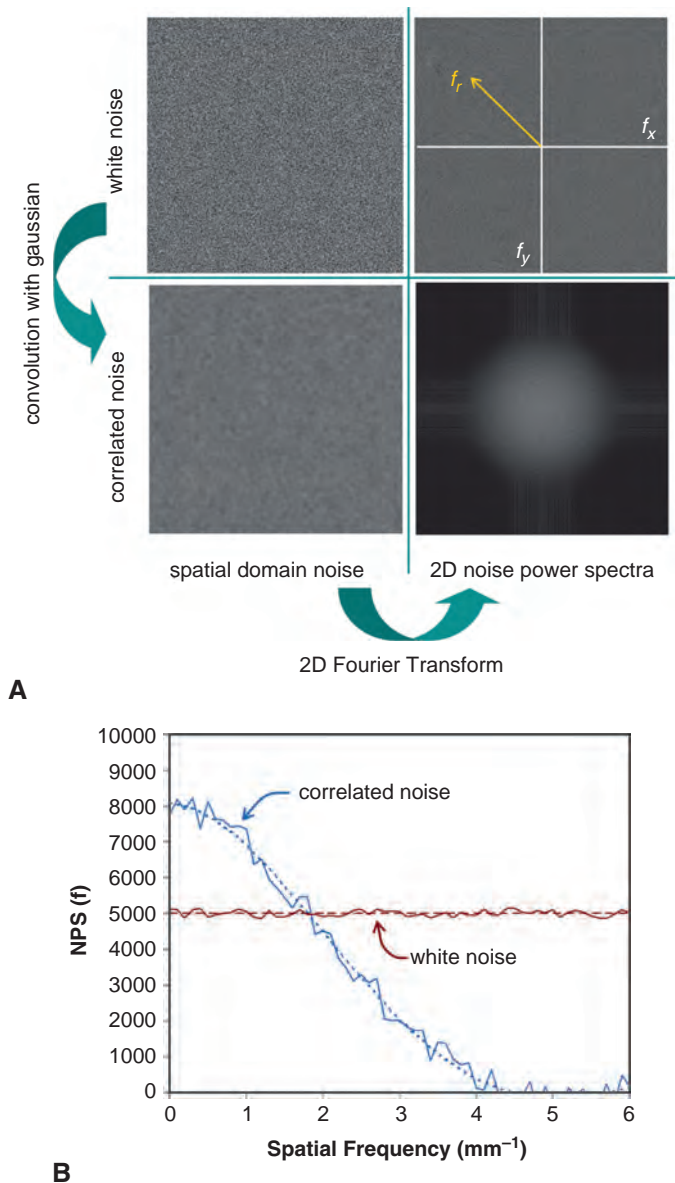 white noise
f_r
f_x
f_y
convolution with gaussian
correlated noise
spatial domain noise
2D noise power spectra
2D Fourier Transform
A
10000
9000
8000
7000
6000
5000
4000
3000
2000
1000
0
NPS (f)
correlated noise
white noise
0 1 2 3 4 5 6
Spatial Frequency (mm⁻¹)
B